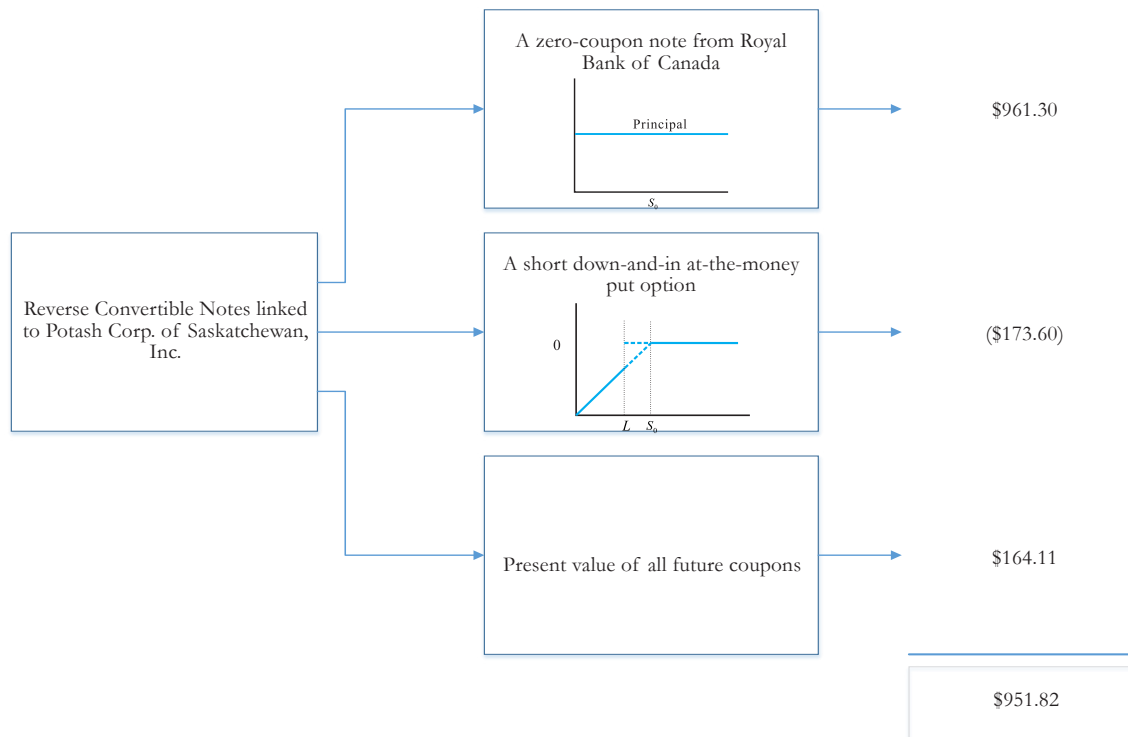 A zero-coupon note from Royal
Bank of Canada
Principal
S₀
$961.30
Reverse Convertible Notes linked
to Potash Corp. of Saskatchewan,
Inc.
A short down-and-in at-the-money
put option
0
L S₀
($173.60)
Present value of all future coupons
$164.11
$951.82